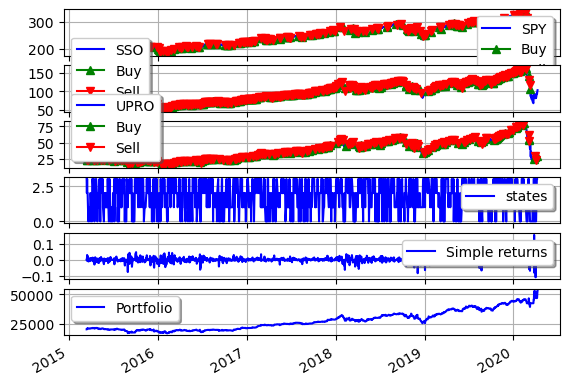 300
200
SPY
Buy
SSO
Buy
Sell
150
100
50
UPRO
Buy
Sell
75
50
25
2.5
0.0
states
0.1
0.0
−0.1
Simple returns
50000
25000
Portfolio
2015
2016
2017
2018
2019
2020